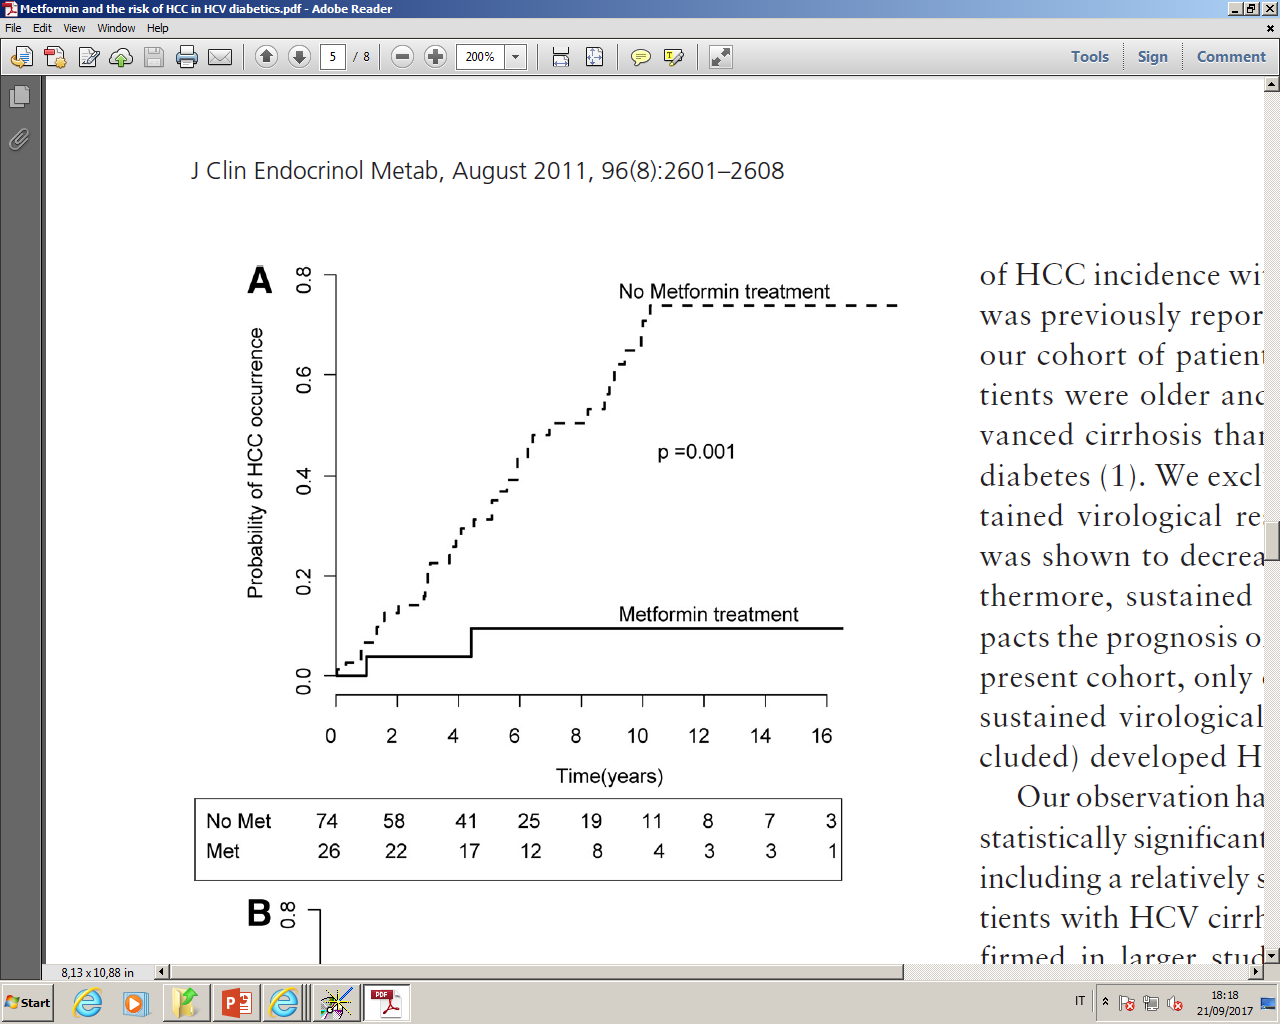 Metformin and the risk of HCC in HCV diabetics.pdf - Adobe Reader
File Edit View Window Help
5 / 8 200% Tools Sign Comment
J Clin Endocrinol Metab, August 2011, 96(8):2601–2608
A
Probability of HCC occurrence
0.8
0.6
0.4
0.2
0.0
No Metformin treatment
p =0.001
Metformin treatment
0 2 4 6 8 10 12 14 16
Time(years)
No Met 74 58 41 25 19 11 8 7 3
Met 26 22 17 12 8 4 3 3 1
B
0.8
of HCC incidence wi
was previously repor
our cohort of patient
tients were older and
vanced cirrhosis than
diabetes (1). We excl
tained virological re
was shown to decrea
thermore, sustained
pacts the prognosis o
present cohort, only
sustained virological
cluded) developed H
Our observation ha
statistically significant
including a relatively s
tients with HCV cirrh
firmed in larger stud
8,13 x 10,88 in
Start
PDF
IT
18:18
21/09/2017